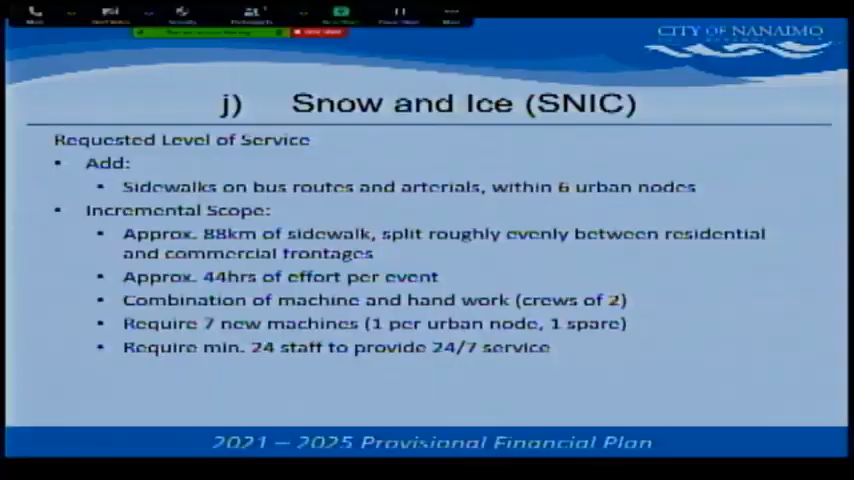 CITY OF NANAIMO
j) Snow and Ice (SNIC)
Requested Level of Service
• Add:
• Sidewalks on bus routes and arterials, within 6 urban nodes
• Incremental Scope:
• Approx. 88km of sidewalk, split roughly evenly between residential
and commercial frontages
• Approx. 44hrs of effort per event
• Combination of machine and hand work (crews of 2)
• Require 7 new machines (1 per urban node, 1 spare)
• Require min. 24 staff to provide 24/7 service
2021 – 2025 Provisional Financial Plan